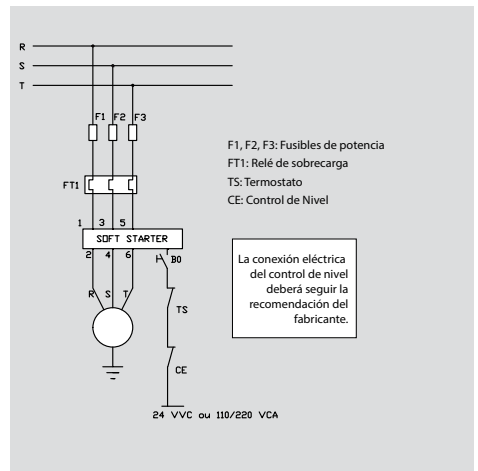 R
S
T
F1 F2 F3
F1, F2, F3: Fusibles de potencia
FT1: Relé de sobrecarga
TS: Termostato
CE: Control de Nivel
FT1
1 3 5
SOFT STARTER
2 4 6
B0
La conexión eléctrica
del control de nivel
deberá seguir la
recomendación del
fabricante.
R S T
TS
CE
24 VVC ou 110/220 VCA